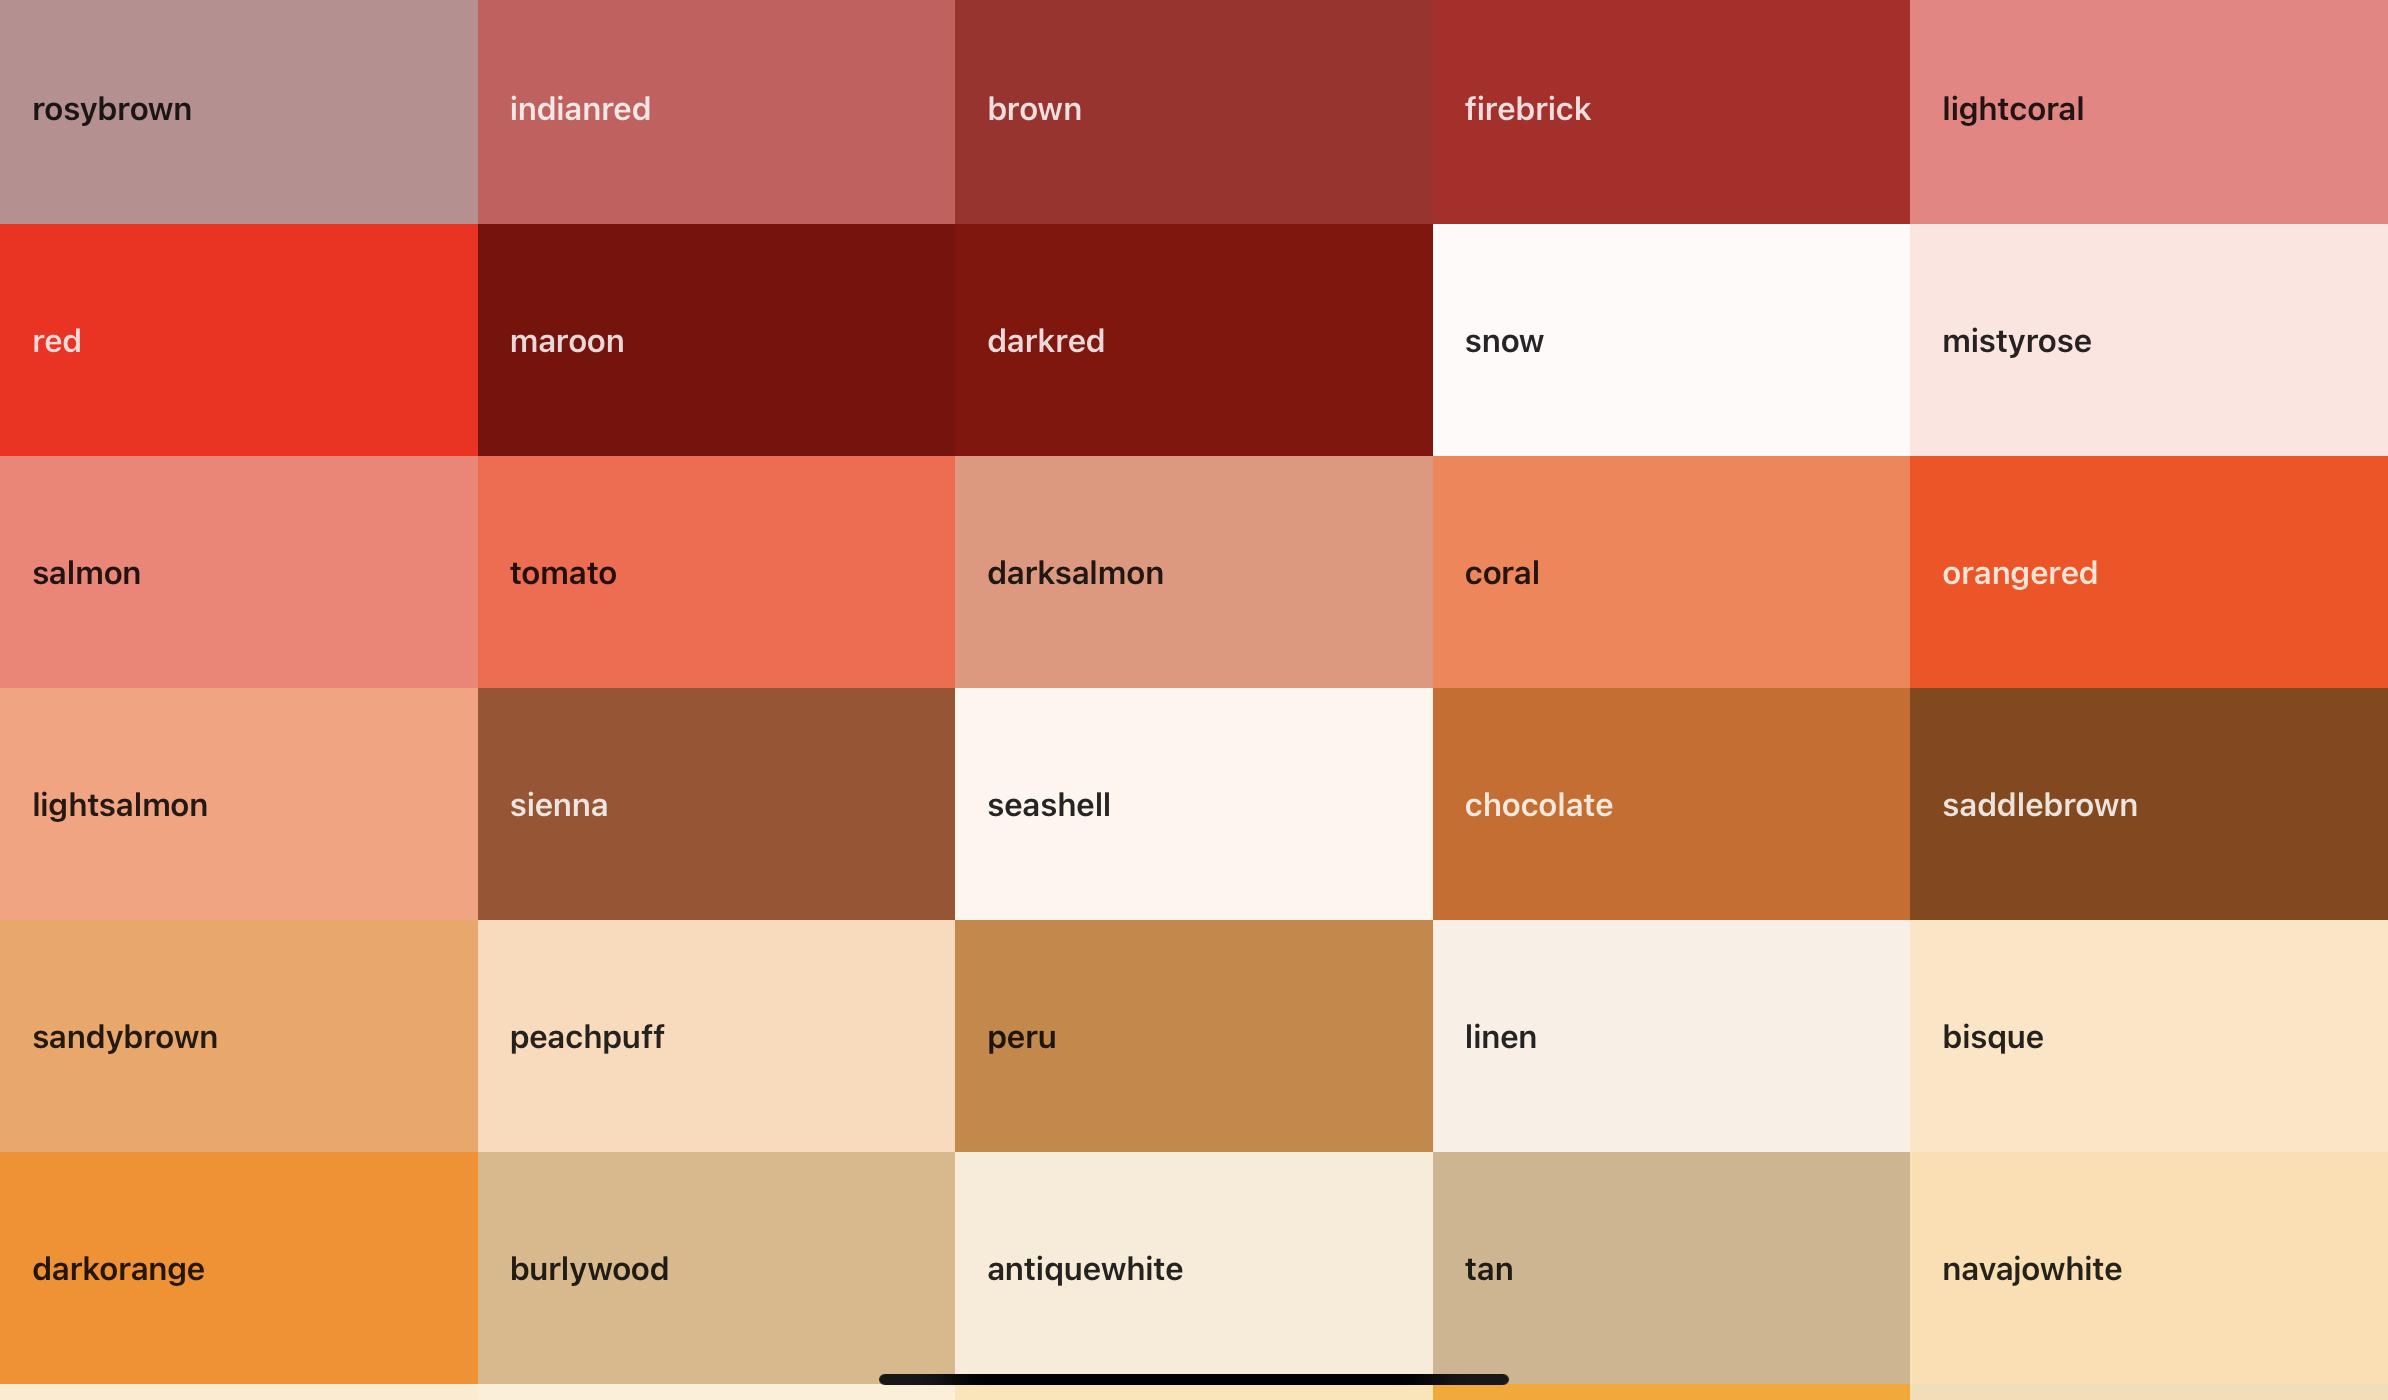 rosybrown
indianred
brown
firebrick
lightcoral
red
maroon
darkred
snow
mistyrose
salmon
tomato
darksalmon
coral
orangered
lightsalmon
sienna
seashell
chocolate
saddlebrown
sandybrown
peachpuff
peru
linen
bisque
darkorange
burlywood
antiquewhite
tan
navajowhite